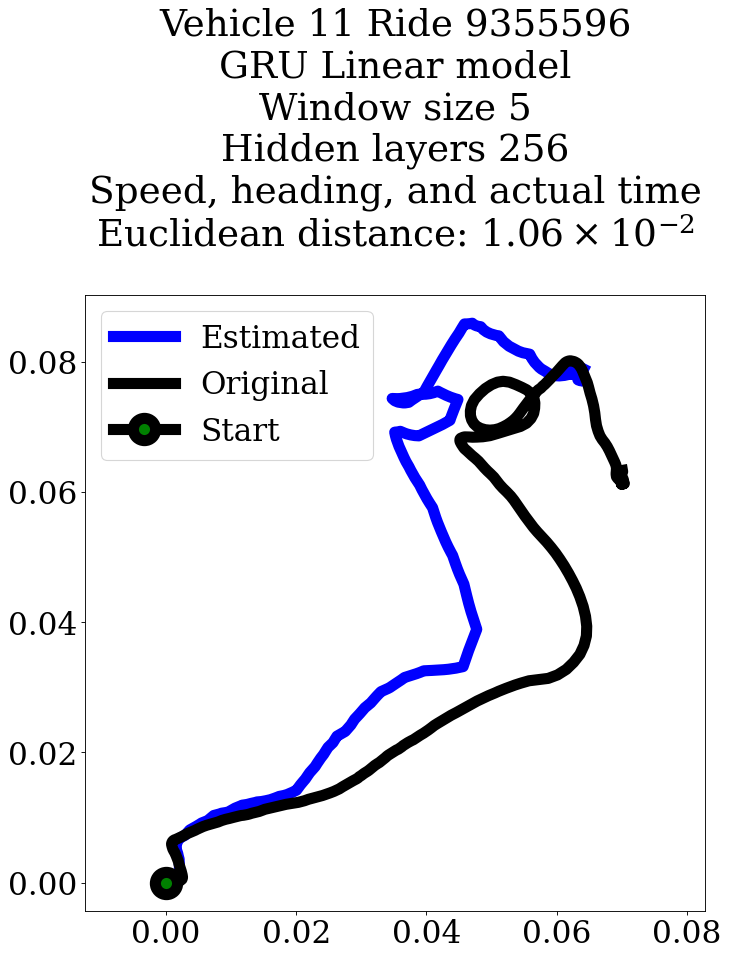 Vehicle 11 Ride 9355596
GRU Linear model
Window size 5
Hidden layers 256
Speed, heading, and actual time
Euclidean distance: 1.06 × 10⁻²
Estimated
Original
Start
0.08
0.06
0.04
0.02
0.00
0.00 0.02 0.04 0.06 0.08